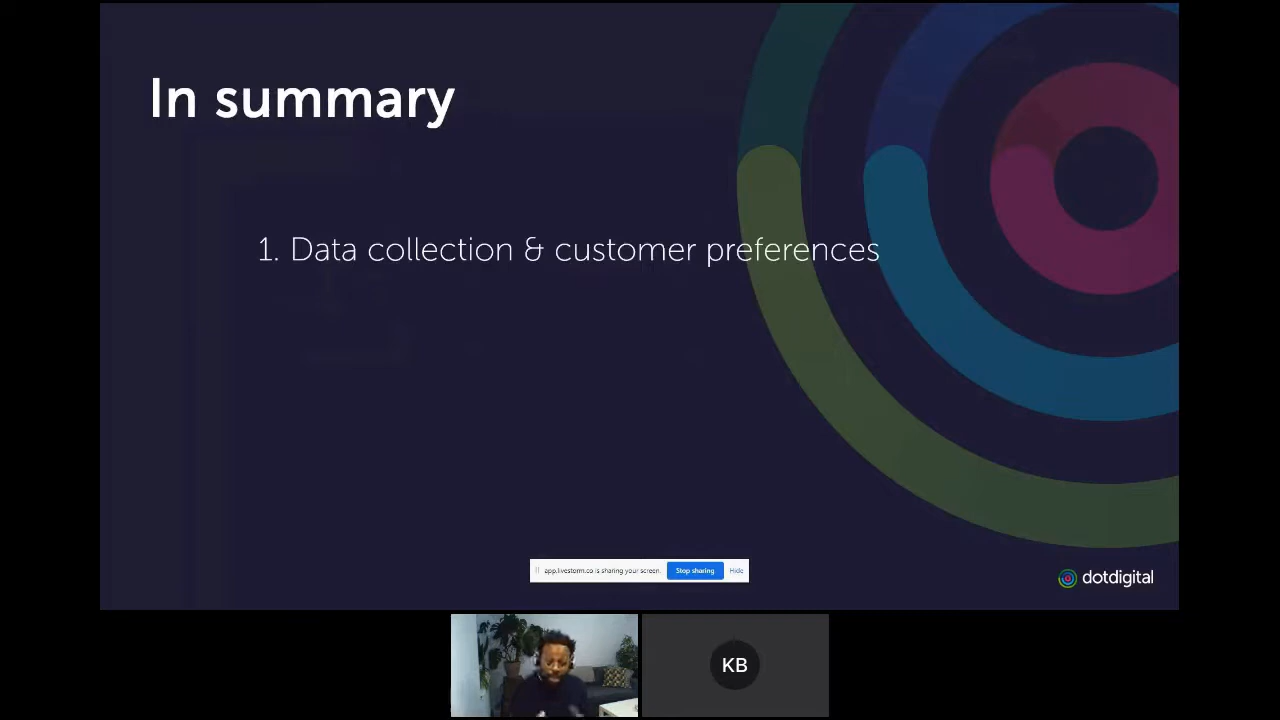 In summary
1. Data collection & customer preferences
app.livestorm.co is sharing your screen.
Stop sharing
Hide
dotdigital
KB